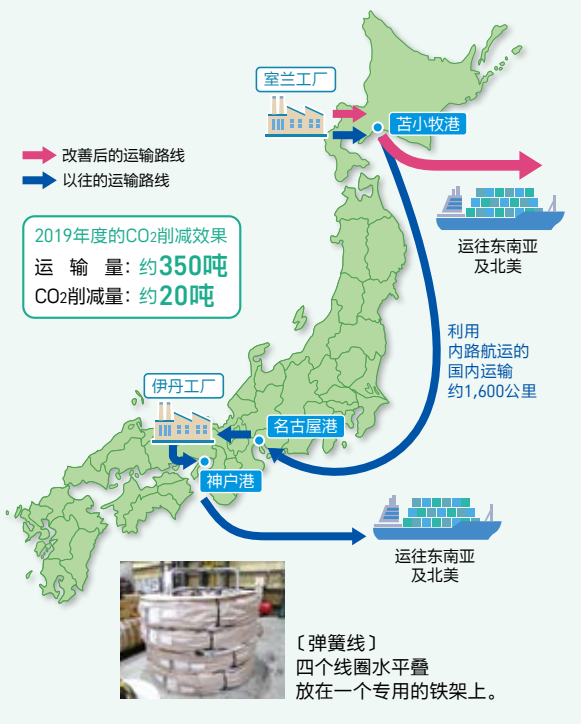 室兰工厂
苫小牧港
改善后的运输路线
以往的运输路线
运往东南亚
及北美
2019年度的CO2削减效果
运 输 量：约350吨
CO2削减量：约20吨
利用
内路航运的
国内运输
约1,600公里
伊丹工厂
名古屋港
神户港
运往东南亚
及北美
〔弹簧线〕
四个线圈水平叠
放在一个专用的铁架上。